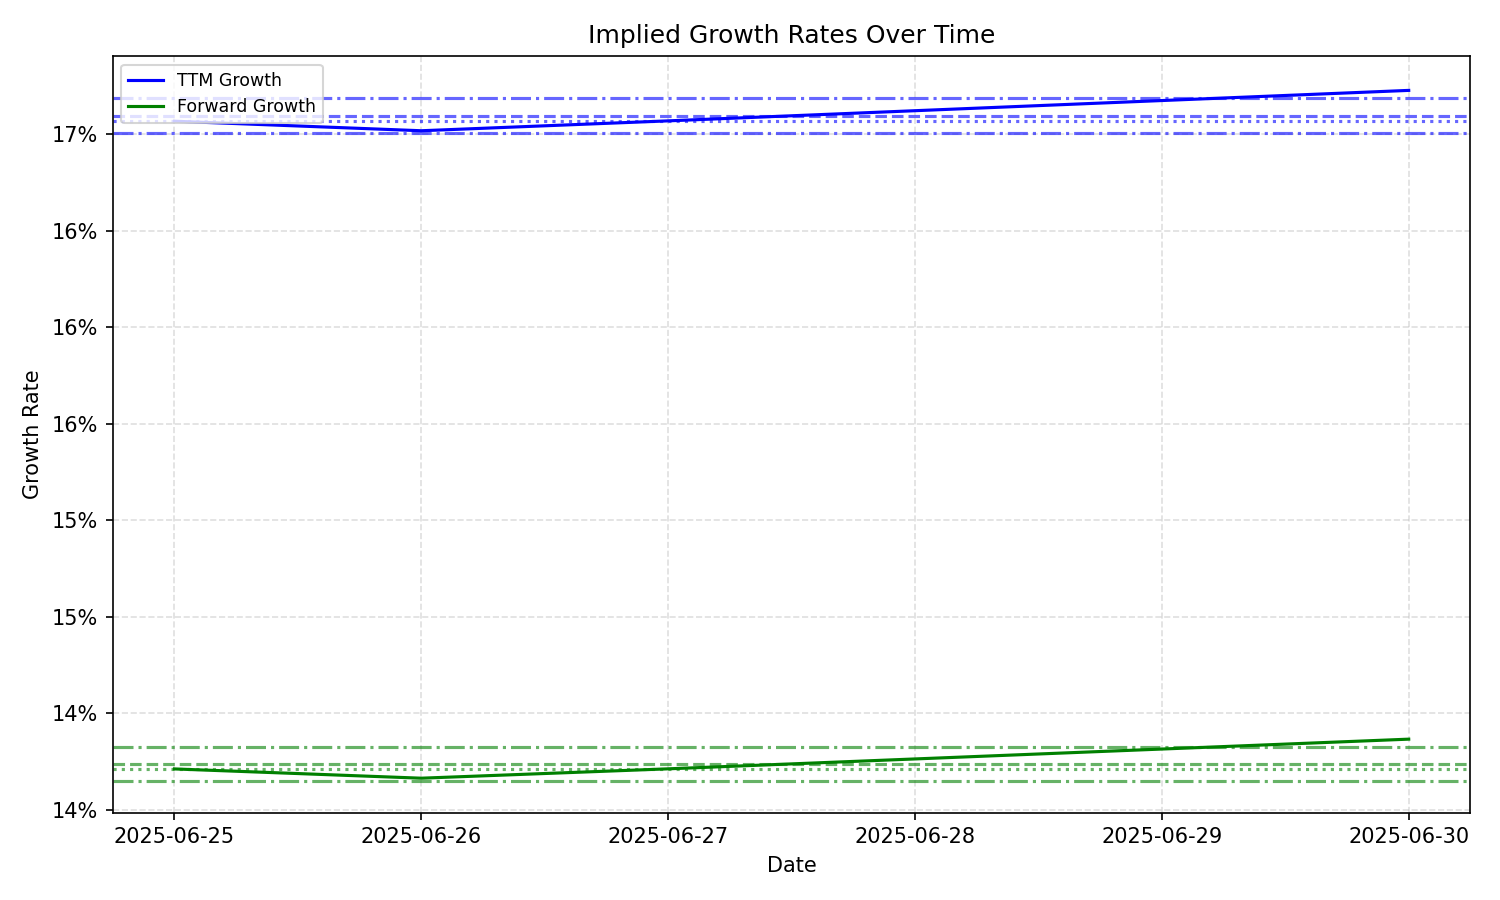 Implied Growth Rates Over Time
TTM Growth
Forward Growth
17%
16%
16%
16%
15%
15%
14%
14%
Growth Rate
2025-06-25
2025-06-26
2025-06-27
2025-06-28
2025-06-29
2025-06-30
Date